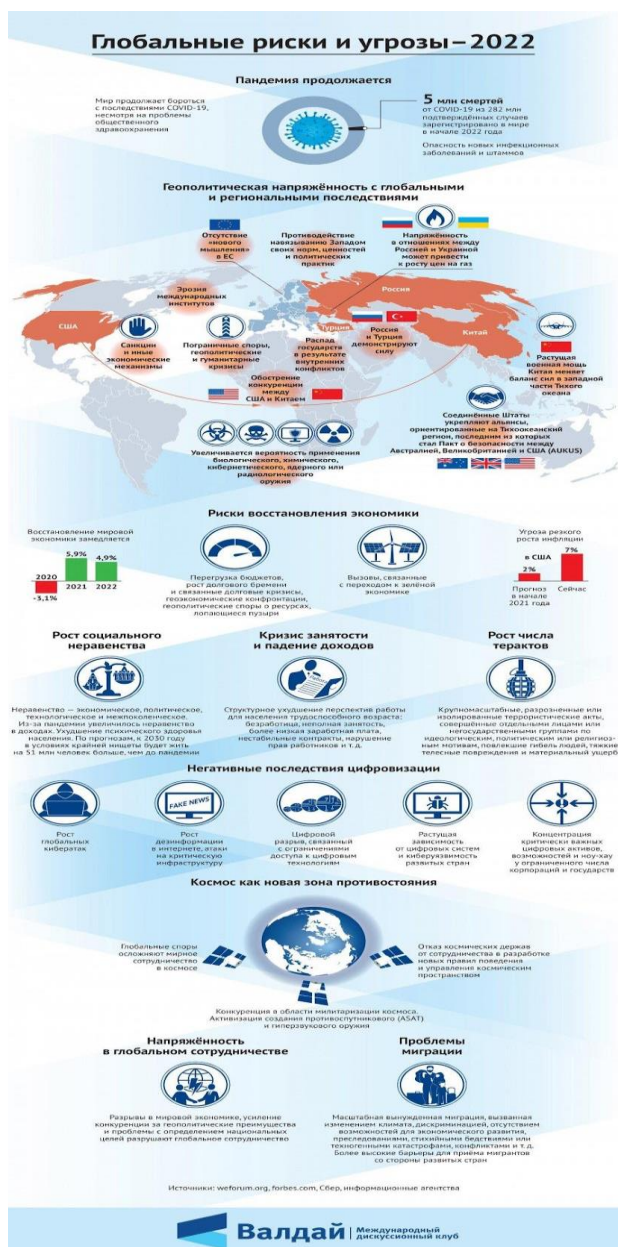 Глобальные риски и угрозы–2022
Пандемия продолжается
Мир продолжает бороться
с последствиями COVID-19,
несмотря на проблемы
общественного
здравоохранения
5 млн смертей
от COVID-19 из 282 млн
подтверждённых случаев
зарегистрировано в мире
в начале 2022 года
Опасность новых инфекционных
заболеваний и штаммов
Геополитическая напряжённость с глобальными
и региональными последствиями
Отсутствие
«нового
мышления»
в ЕС
Противодействие
навязыванию Западом
своих норм, ценностей
и политических
практик
Напряжённость
в отношениях между
Россией и Украиной
может привести
к росту цен на газ
Эрозия
международных
институтов
Россия
США
Турция
Китай
Санкции
и иные
экономические
механизмы
Пограничные споры,
геополитические
и гуманитарные
кризисы
Распад
государств
в результате
внутренних
конфликтов
Россия
и Турция
демонстрируют
силу
Растущая
военная мощь
Китая меняет
баланс сил в западной
части Тихого
океана
Обострение
конкуренции
между
США и Китаем
Соединённые Штаты
укрепляют альянсы,
ориентированные на Тихоокеанский
регион, последним из которых
стал Пакт о безопасности между
Австралией, Великобританией и США (AUKUS)
Увеличивается вероятность применения
биологического, химического,
кибернетического, ядерного или
радиологического
оружия
Риски восстановления экономики
Восстановление мировой
экономики замедляется
5,9%
4,9%
2020
2021
2022
-3,1%
Перегрузка бюджетов,
рост долгового бремени
и связанные долговые кризисы,
геоэкономические конфронтации,
геополитические споры о ресурсах,
лопающиеся пузыри
Вызовы, связанные
с переходом к зелёной
экономике
Угроза резкого
роста инфляции
в США
7%
2%
Прогноз
в начале
2021 года
Сейчас
Рост социального
неравенства
Неравенство — экономическое, политическое,
технологическое и межпоколенческое.
Из-за пандемии увеличилось неравенство
в доходах. Ухудшение психического здоровья
населения. По прогнозам, к 2030 году
в условиях крайней нищеты будет жить
на 51 млн человек больше, чем до пандемии
Кризис занятости
и падение доходов
Структурное ухудшение перспектив работы
для населения трудоспособного возраста:
безработица, неполная занятость,
более низкая заработная плата,
нестабильные контракты, нарушение
прав работников и т.д.
Рост числа
терактов
Крупномасштабные, разрозненные или
изолированные террористические акты,
совершённые отдельными лицами или
негосударственными группами по
идеологическим, политическим или религиоз-
ным мотивам, повлекшие гибель людей, тяжкие
телесные повреждения и материальный ущерб
Негативные последствия цифровизации
FAKE NEWS
Рост
глобальных
кибератак
Рост
дезинформации
в интернете, атаки
на критическую
инфраструктуру
Цифровой
разрыв, связанный
с ограничениями
доступа к цифровым
технологиям
Растущая
зависимость
от цифровых систем
и киберуязвимость
развитых стран
Концентрация
критически важных
цифровых активов,
возможностей и ноу-хау
у ограниченного числа
корпораций и государств
Космос как новая зона противостояния
Глобальные споры
осложняют мирное
сотрудничество
в космосе
Отказ космических держав
от сотрудничества в разработке
новых правил поведения
и управления космическим
пространством
Конкуренция в области милитаризации космоса.
Активизация создания противоспутникового (ASAT)
и гиперзвукового оружия
Напряжённость
в глобальном сотрудничестве
Разрывы в мировой экономике, усиление
конкуренции за геополитические преимущества
и проблемы с определением национальных
целей разрушают глобальное сотрудничество
Проблемы
миграции
Масштабная вынужденная миграция, вызванная
изменением климата, дискриминацией, отсутствием
возможностей для экономического развития,
преследованиями, стихийными бедствиями или
техногенными катастрофами, конфликтами и т.д.
Более высокие барьеры для приёма мигрантов
со стороны развитых стран
Источники: weforum.org, forbes.com, Сбер, информационные агентства
Валдай
Международный
дискуссионный клуб